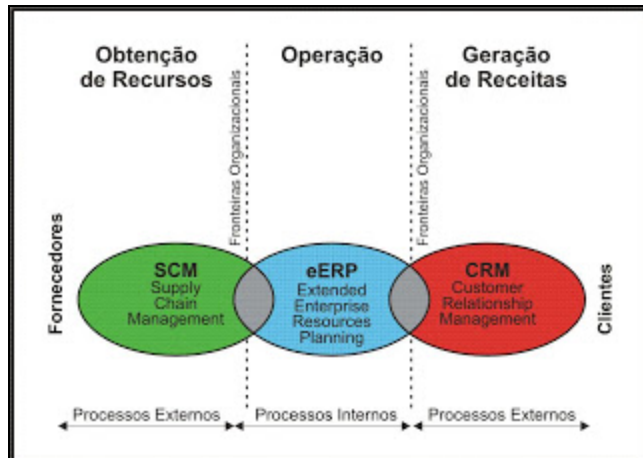 Obtenção
de Recursos
Operação
Geração
de Receitas
Fronteiras Organizacionais
Fronteiras Organizacionais
Fornecedores
SCM
Supply
Chain
Management
eERP
Extended
Enterprise
Resources
Planning
CRM
Customer
Relationship
Management
Clientes
Processos Externos
Processos Internos
Processos Externos